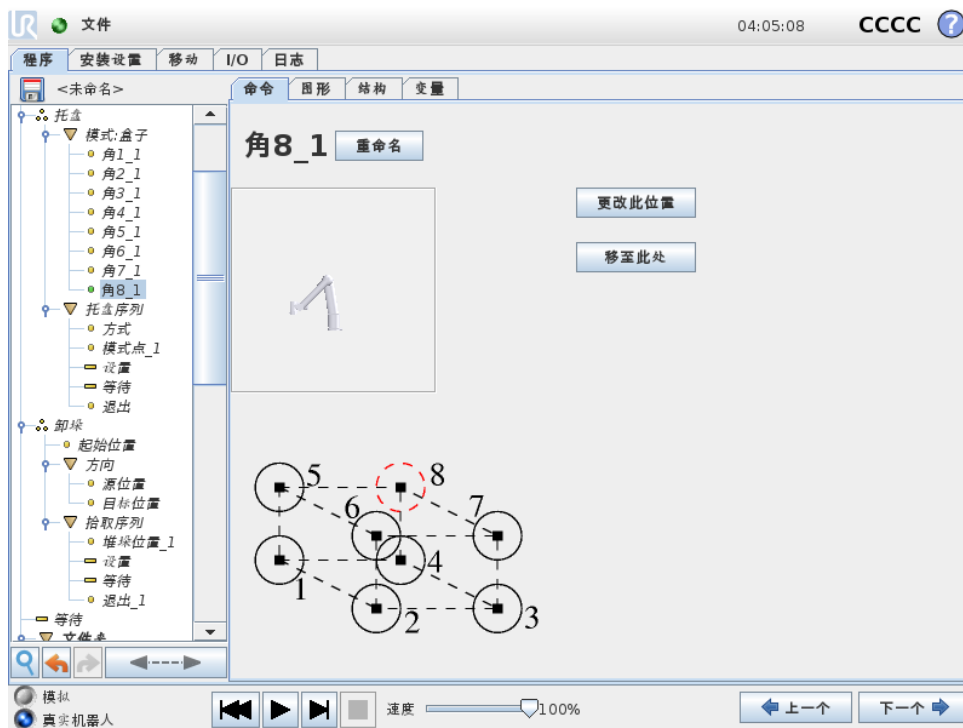 UR 文件 04:05:08 CCCC ?
程序 安装设置 移动 I/O 日志
<未命名> 命令 图形 结构 变量
托盘
模式:盒子
角1_1
角2_1
角3_1
角4_1
角5_1
角6_1
角7_1
角8_1
托盘序列
方式
模式点_1
设置
等待
退出
卸垛
起始位置
方向
源位置
目标位置
拾取序列
堆垛位置_1
设置
等待
退出_1
等待
文件夹
角8_1 重命名
更改此位置
移至此处
5 8
6 7
1 4
2 3
模拟
真实机器人
速度 100%
上一个 下一个